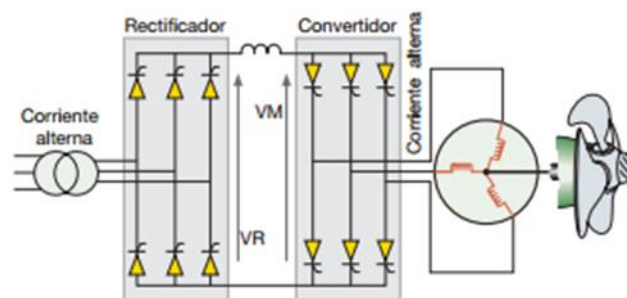 Rectificador
Convertidor
Corriente
alterna
VM
VR
Corriente alterna